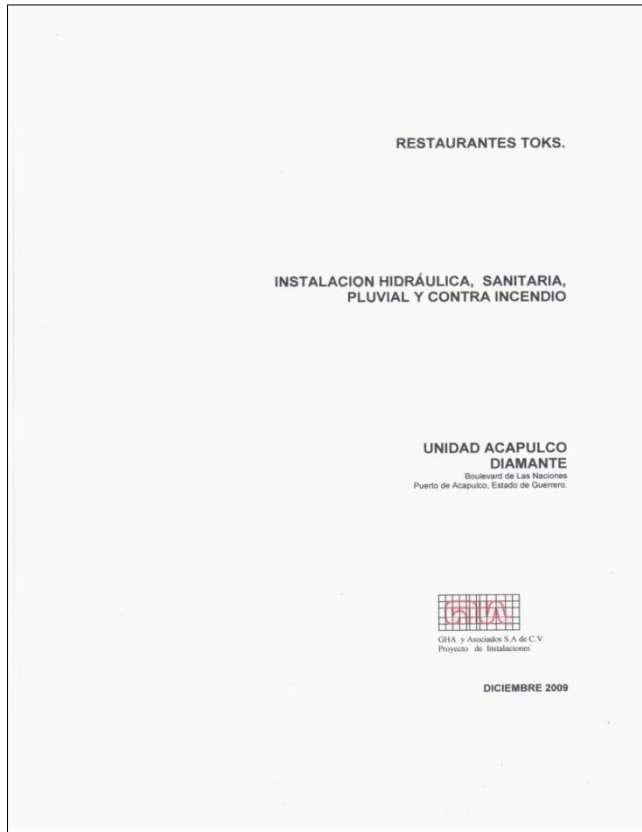 RESTAURANTES TOKS.
INSTALACION HIDRÁULICA, SANITARIA,
PLUVIAL Y CONTRA INCENDIO
UNIDAD ACAPULCO
DIAMANTE
Boulevard de Las Naciones
Puerto de Acapulco, Estado de Guerrero.
GHA
GHA y Asociados S.A de C.V
Proyecto de Instalaciones
DICIEMBRE 2009